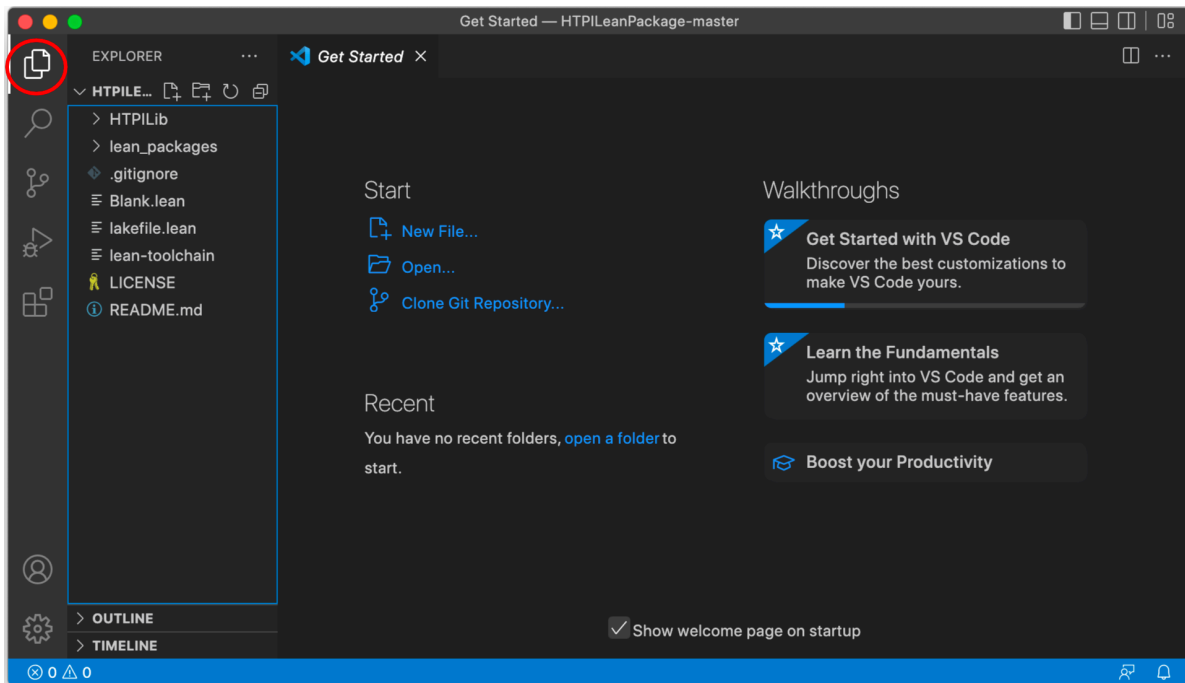 Get Started — HTPILeanPackage-master
EXPLORER
Get Started
HTPILE...
HTPILib
lean_packages
.gitignore
Blank.lean
lakefile.lean
lean-toolchain
LICENSE
README.md
OUTLINE
TIMELINE
Start
New File...
Open...
Clone Git Repository...
Recent
You have no recent folders, open a folder to
start.
Walkthroughs
Get Started with VS Code
Discover the best customizations to
make VS Code yours.
Learn the Fundamentals
Jump right into VS Code and get an
overview of the must-have features.
Boost your Productivity
Show welcome page on startup
0 0